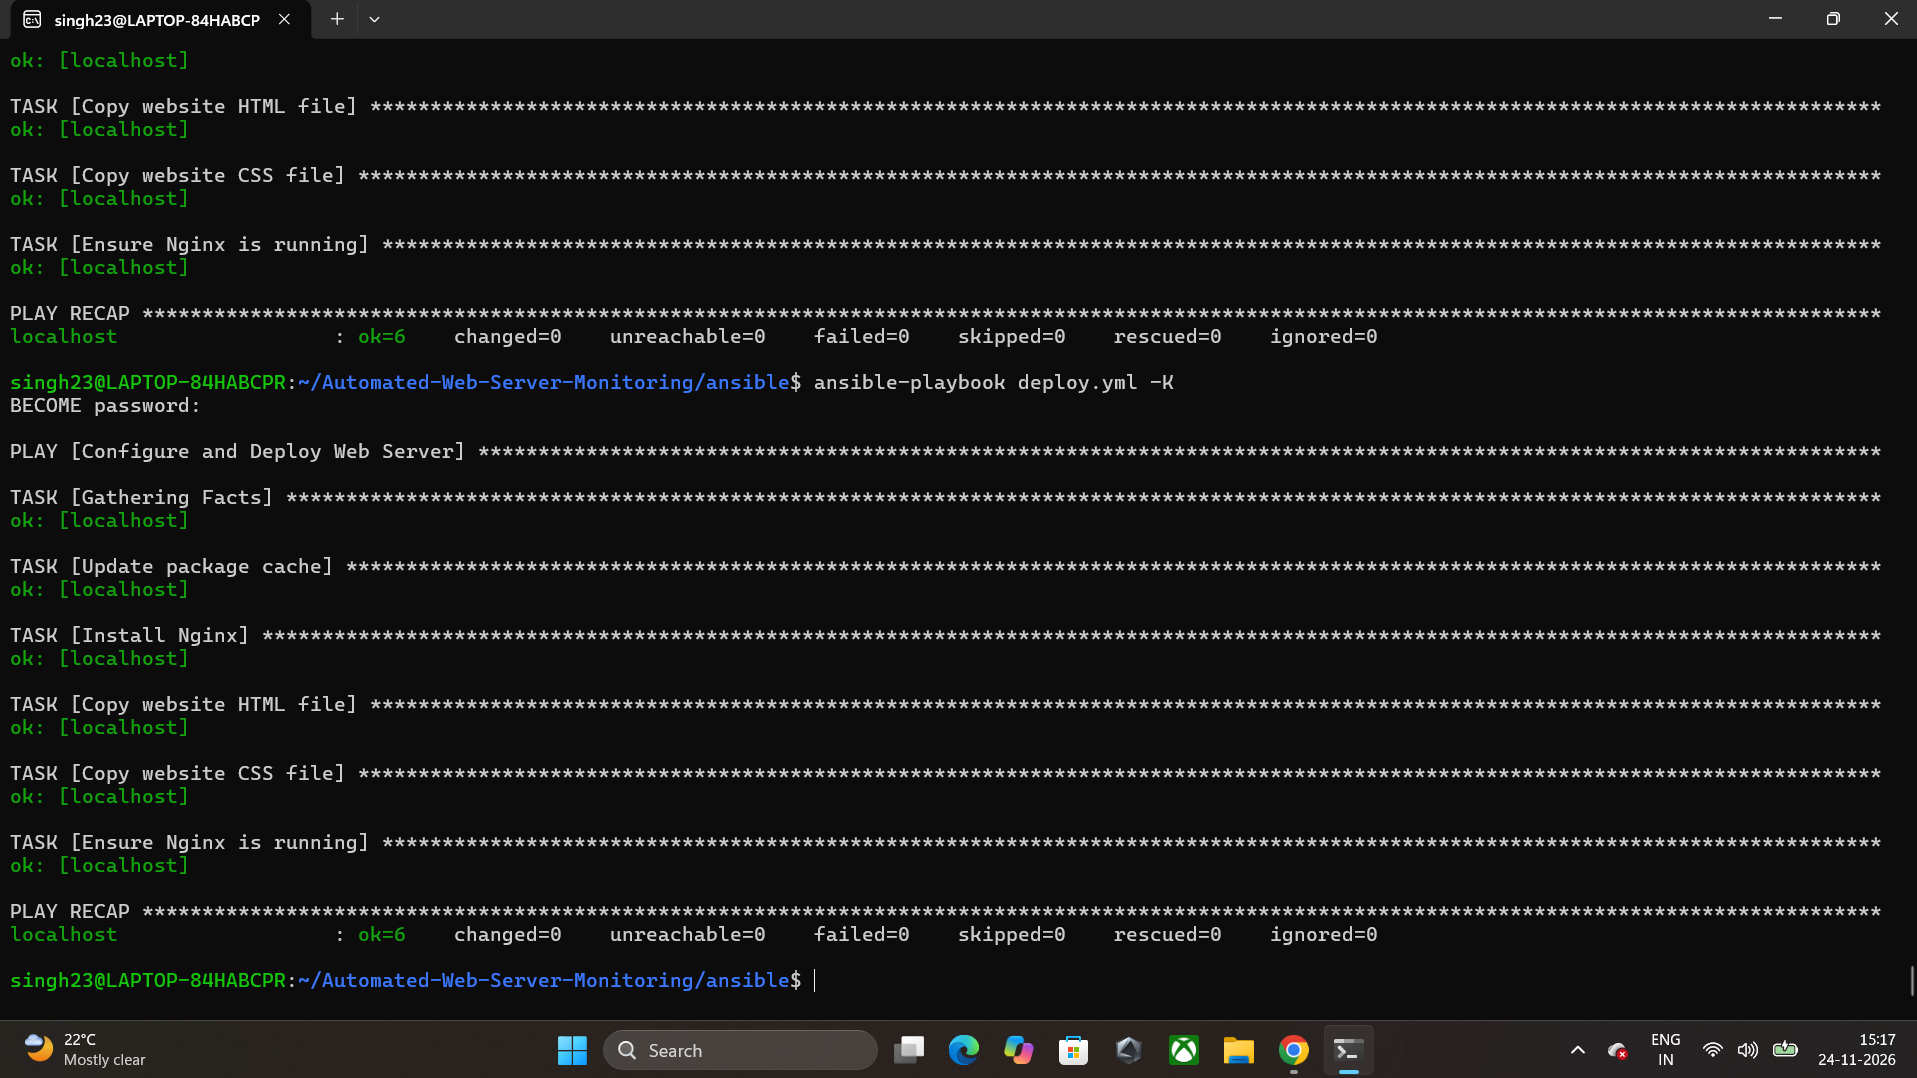 singh23@LAPTOP-84HABCP
ok: [localhost]
TASK [Copy website HTML file] ******************************************************************************************************************************
ok: [localhost]
TASK [Copy website CSS file] *******************************************************************************************************************************
ok: [localhost]
TASK [Ensure Nginx is running] *****************************************************************************************************************************
ok: [localhost]
PLAY RECAP *************************************************************************************************************************************************
localhost                  : ok=6    changed=0    unreachable=0    failed=0    skipped=0    rescued=0    ignored=0
singh23@LAPTOP-84HABCPR:~/Automated-Web-Server-Monitoring/ansible$ ansible-playbook deploy.yml -K
BECOME password:
PLAY [Configure and Deploy Web Server] *********************************************************************************************************************
TASK [Gathering Facts] *************************************************************************************************************************************
ok: [localhost]
TASK [Update package cache] ********************************************************************************************************************************
ok: [localhost]
TASK [Install Nginx] ***************************************************************************************************************************************
ok: [localhost]
TASK [Copy website HTML file] ******************************************************************************************************************************
ok: [localhost]
TASK [Copy website CSS file] *******************************************************************************************************************************
ok: [localhost]
TASK [Ensure Nginx is running] *****************************************************************************************************************************
ok: [localhost]
PLAY RECAP *************************************************************************************************************************************************
localhost                  : ok=6    changed=0    unreachable=0    failed=0    skipped=0    rescued=0    ignored=0
singh23@LAPTOP-84HABCPR:~/Automated-Web-Server-Monitoring/ansible$
22°C
Mostly clear
Search
ENG
IN
15:17
24-11-2026